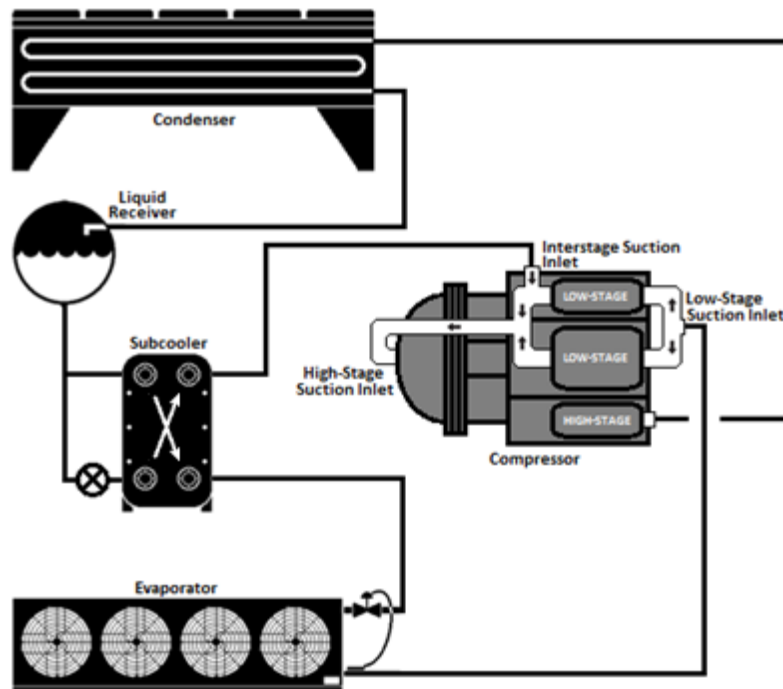 Condenser
Liquid
Receiver
Interstage Suction
Inlet
LOW-STAGE
Low-Stage
Suction Inlet
Subcooler
LOW-STAGE
High-Stage
Suction Inlet
HIGH-STAGE
Compressor
Evaporator